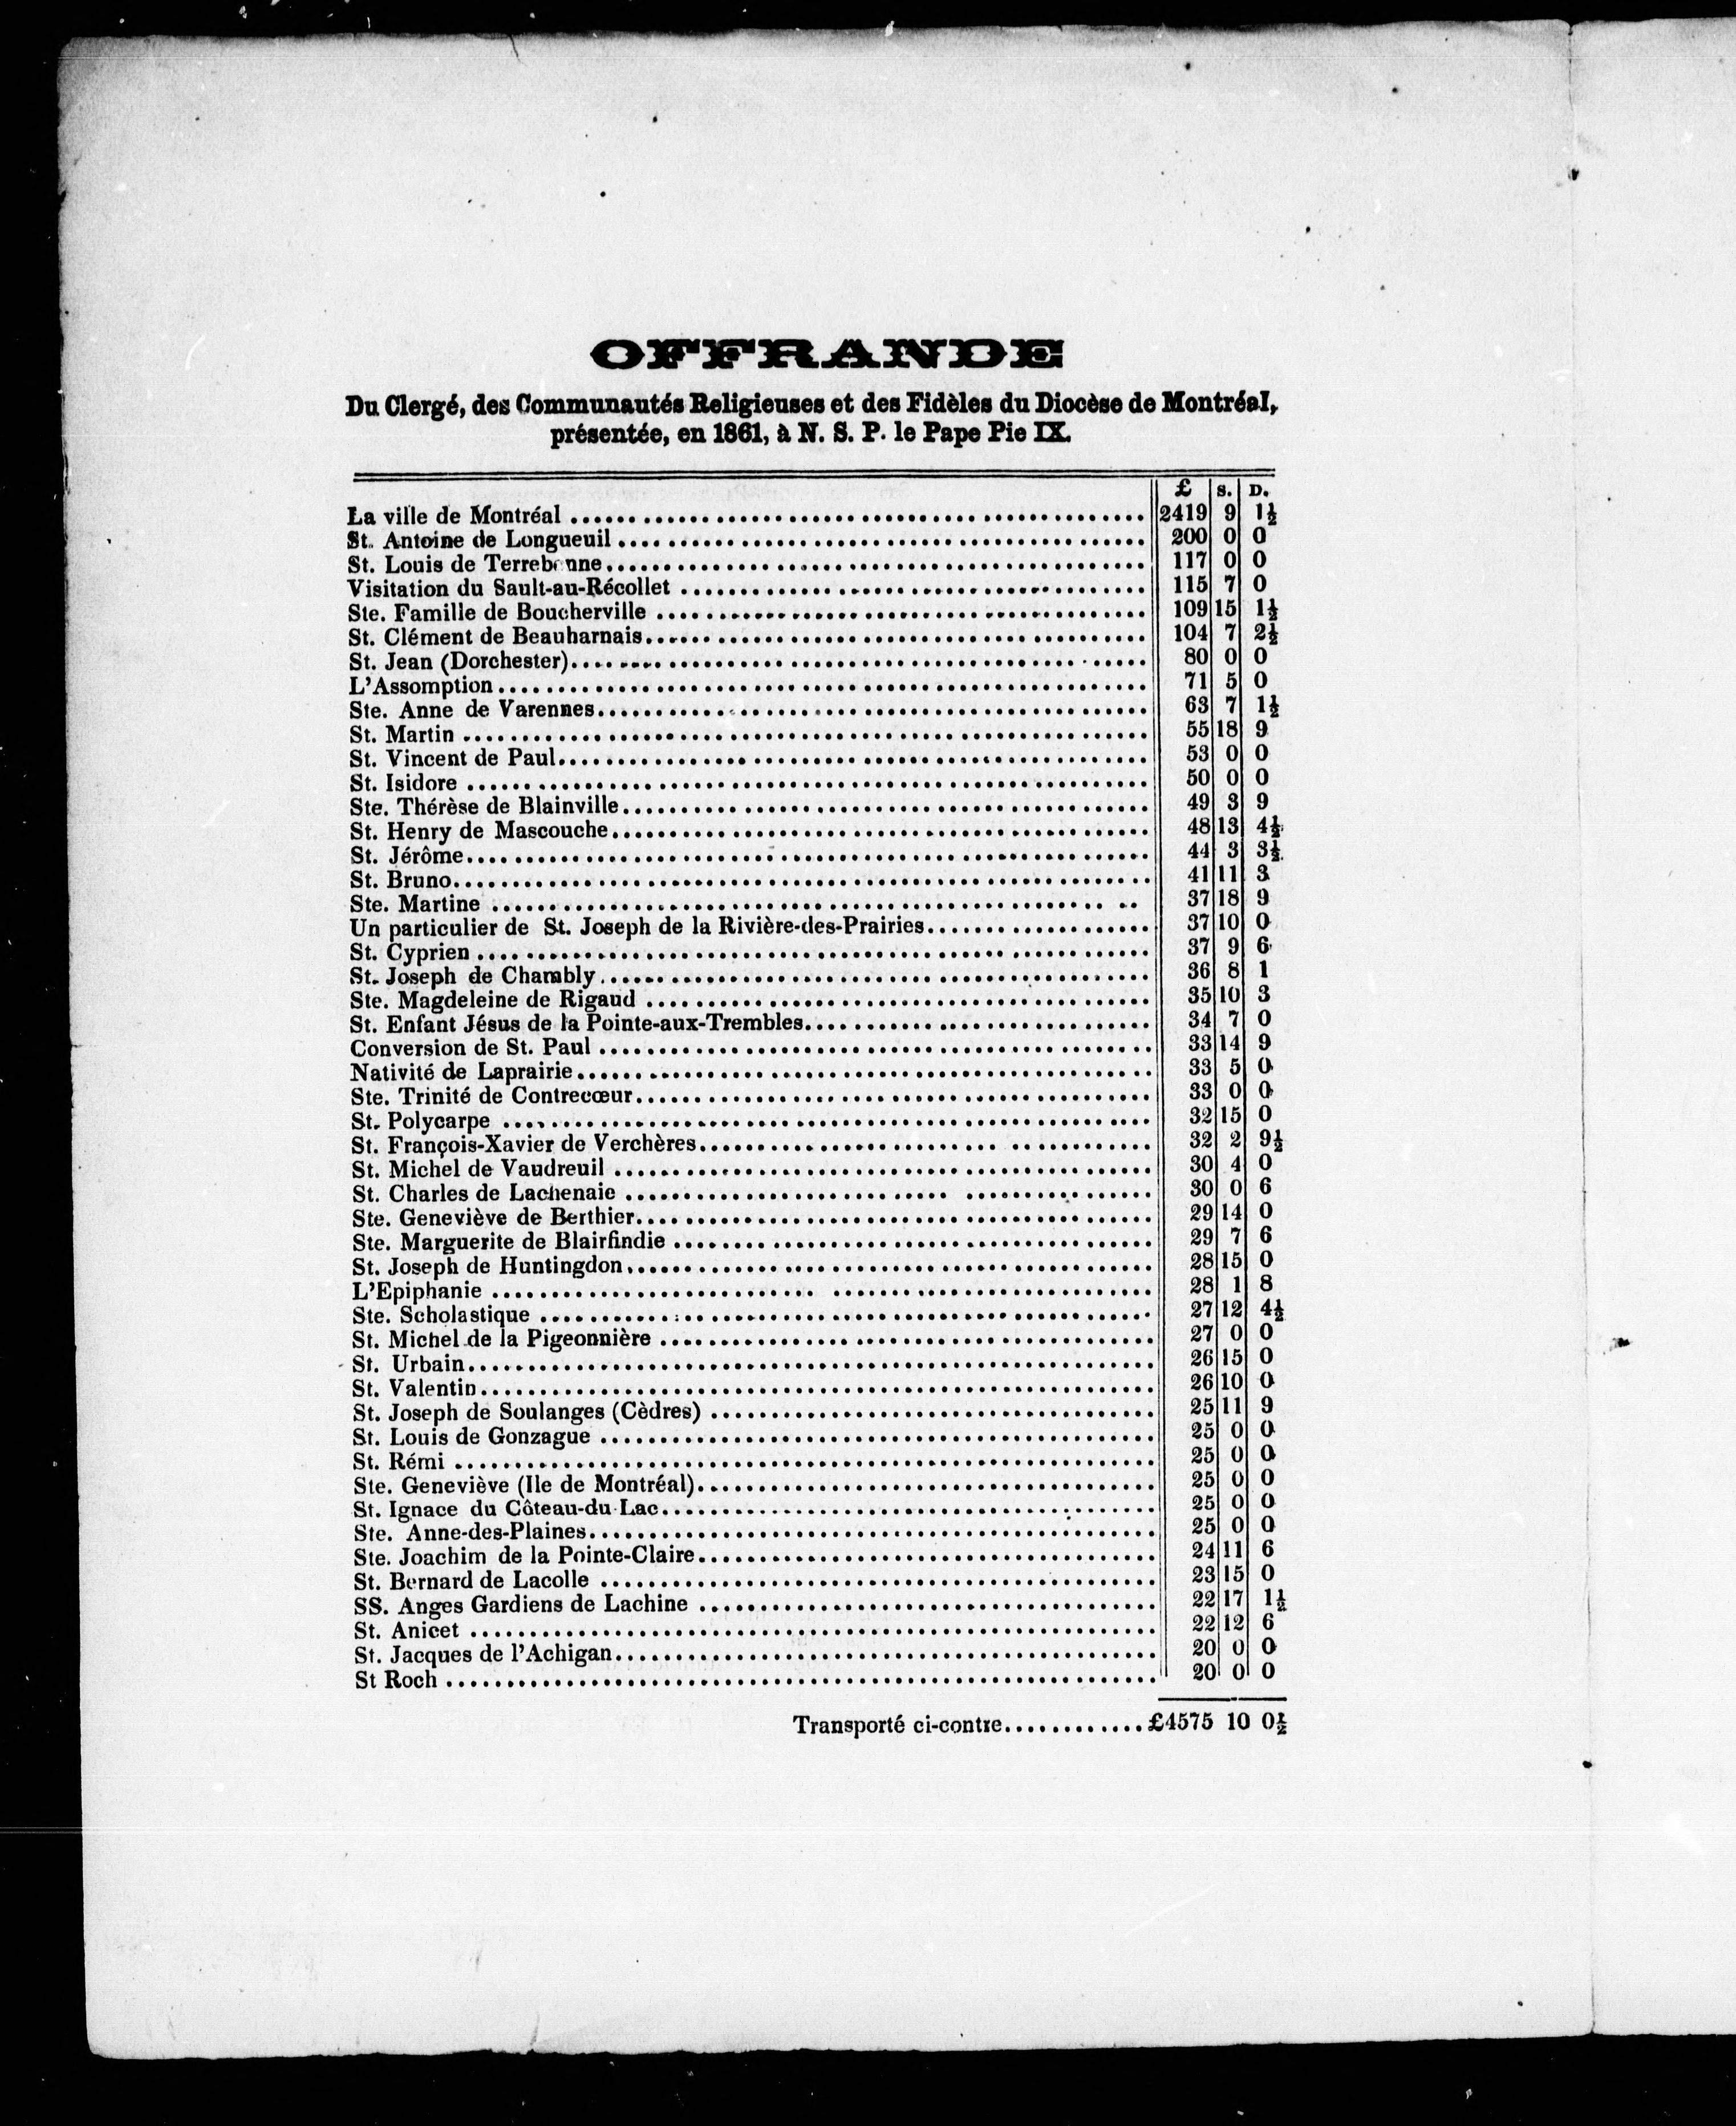 OFFRANDE
Du Clergé, des Communautés Religieuses et des Fidèles du Diocèse de Montréal,
présentée, en 1861, à N. S. P. le Pape Pie IX.
£ S. D.
La ville de Montréal 2419 9 1½
St. Antoine de Longueuil 200 0 0
St. Louis de Terrebonne 117 0 0
Visitation du Sault-au-Récollet 115 7 0
Ste. Famille de Boucherville 109 15 1½
St. Clément de Beauharnais 104 7 2½
St. Jean (Dorchester) 80 0 0
L'Assomption 71 5 0
Ste. Anne de Varennes 63 7 1½
St. Martin 55 18 9
St. Vincent de Paul 53 0 0
St. Isidore 50 0 0
Ste. Thérèse de Blainville 49 3 9
St. Henry de Mascouche 48 13 4½
St. Jérôme 44 3 3½
St. Bruno 41 11 3
Ste. Martine 37 18 9
Un particulier de St. Joseph de la Rivière-des-Prairies 37 10 0
St. Cyprien 37 9 6
St. Joseph de Chambly 36 8 1
Ste. Magdeleine de Rigaud 35 10 3
St. Enfant Jésus de la Pointe-aux-Trembles 34 7 0
Conversion de St. Paul 33 14 9
Nativité de Laprairie 33 5 0
Ste. Trinité de Contrecœur 33 0 0
St. Polycarpe 32 15 0
St. François-Xavier de Verchères 32 2 9½
St. Michel de Vaudreuil 30 4 0
St. Charles de Lachenaie 30 0 6
Ste. Geneviève de Berthier 29 14 0
Ste. Marguerite de Blairfindie 29 7 6
St. Joseph de Huntingdon 28 15 0
L'Epiphanie 28 1 8
Ste. Scholastique 27 12 4½
St. Michel de la Pigeonnière 27 0 0
St. Urbain 26 15 0
St. Valentin 26 10 0
St. Joseph de Soulanges (Cèdres) 25 11 9
St. Louis de Gonzague 25 0 0
St. Rémi 25 0 0
Ste. Geneviève (Ile de Montréal) 25 0 0
St. Ignace du Côteau-du-Lac 25 0 0
Ste. Anne-des-Plaines 25 0 0
Ste. Joachim de la Pointe-Claire 24 11 6
St. Bernard de Lacolle 23 15 0
SS. Anges Gardiens de Lachine 22 17 1½
St. Anicet 22 12 6
St. Jacques de l'Achigan 20 0 0
St Roch 20 0 0
Transporté ci-contre £4575 10 0½